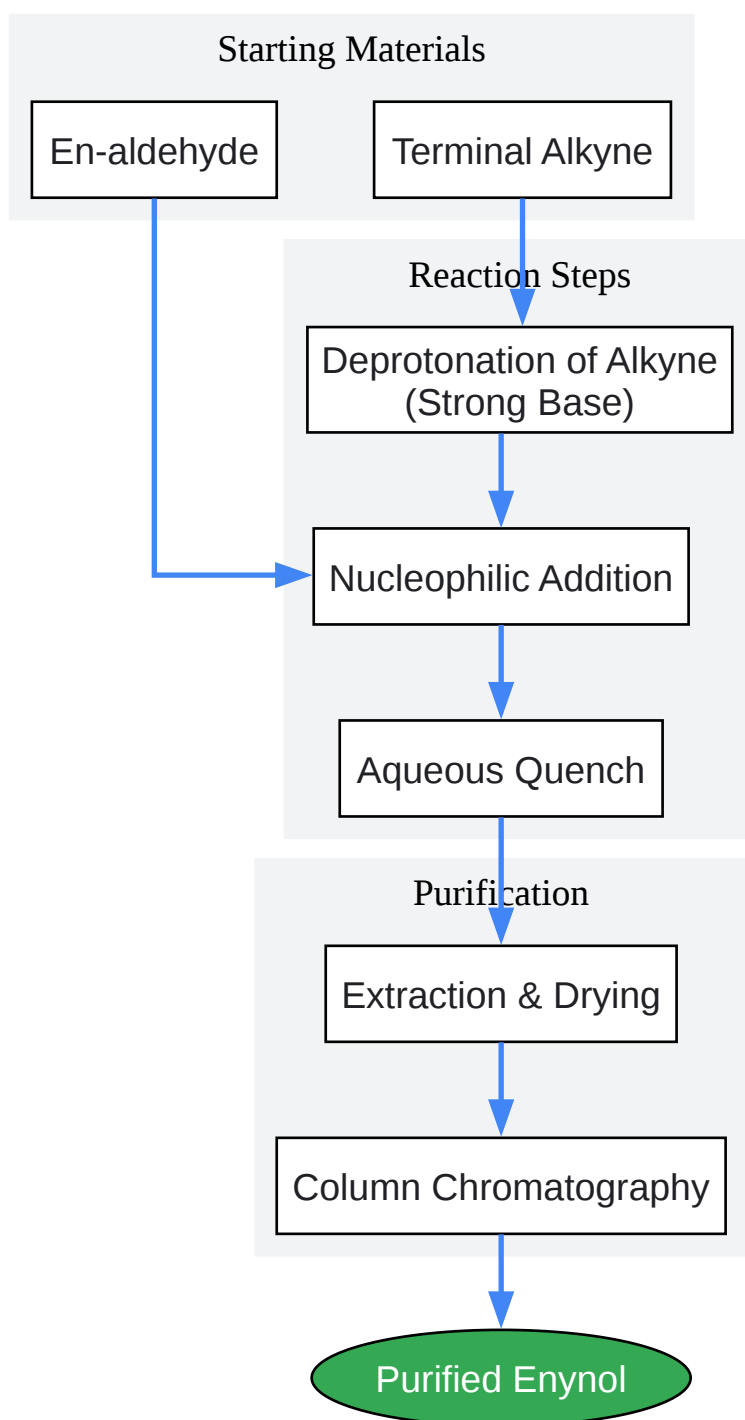 Starting Materials
En-aldehyde
Terminal Alkyne
Reaction Steps
Deprotonation of Alkyne
(Strong Base)
Nucleophilic Addition
Aqueous Quench
Purification
Extraction & Drying
Column Chromatography
Purified Enynol